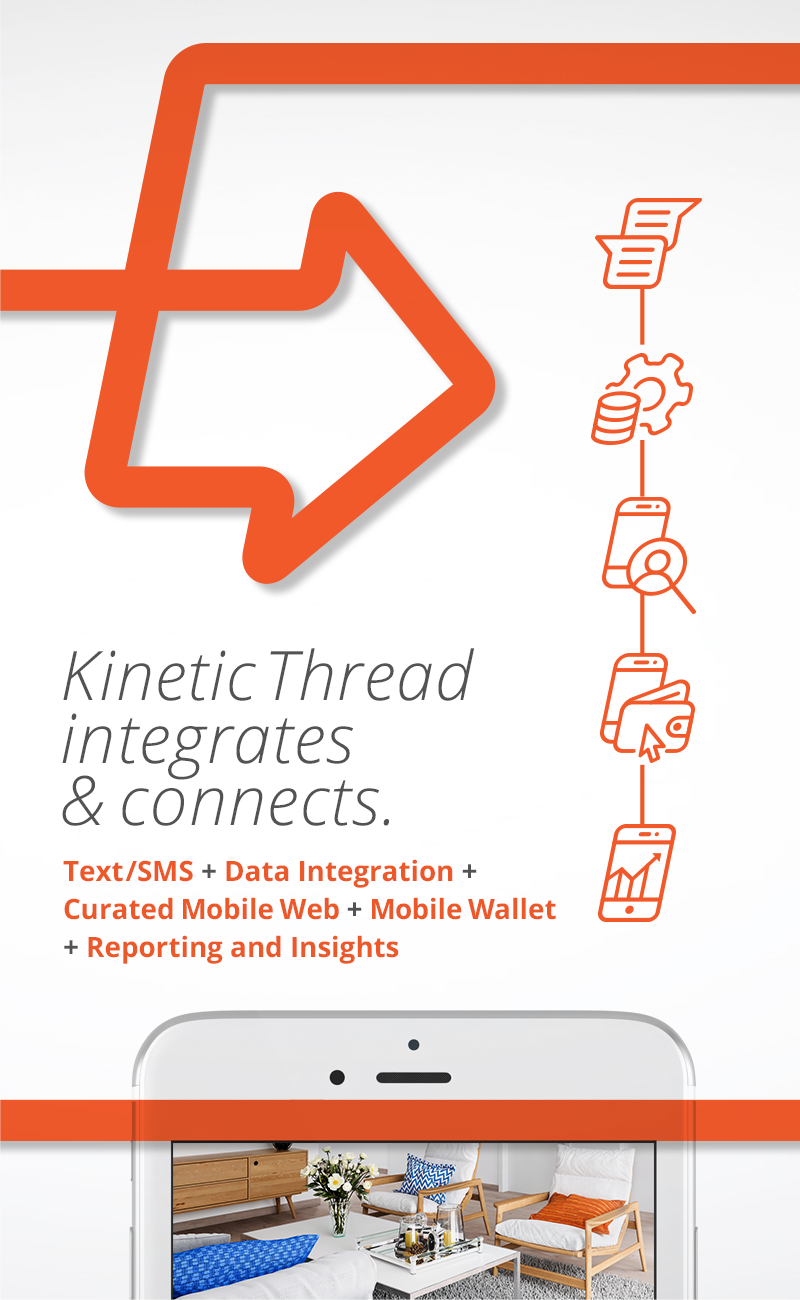 Kinetic Thread
integrates
& connects.
Text/SMS + Data Integration +
Curated Mobile Web + Mobile Wallet
+ Reporting and Insights